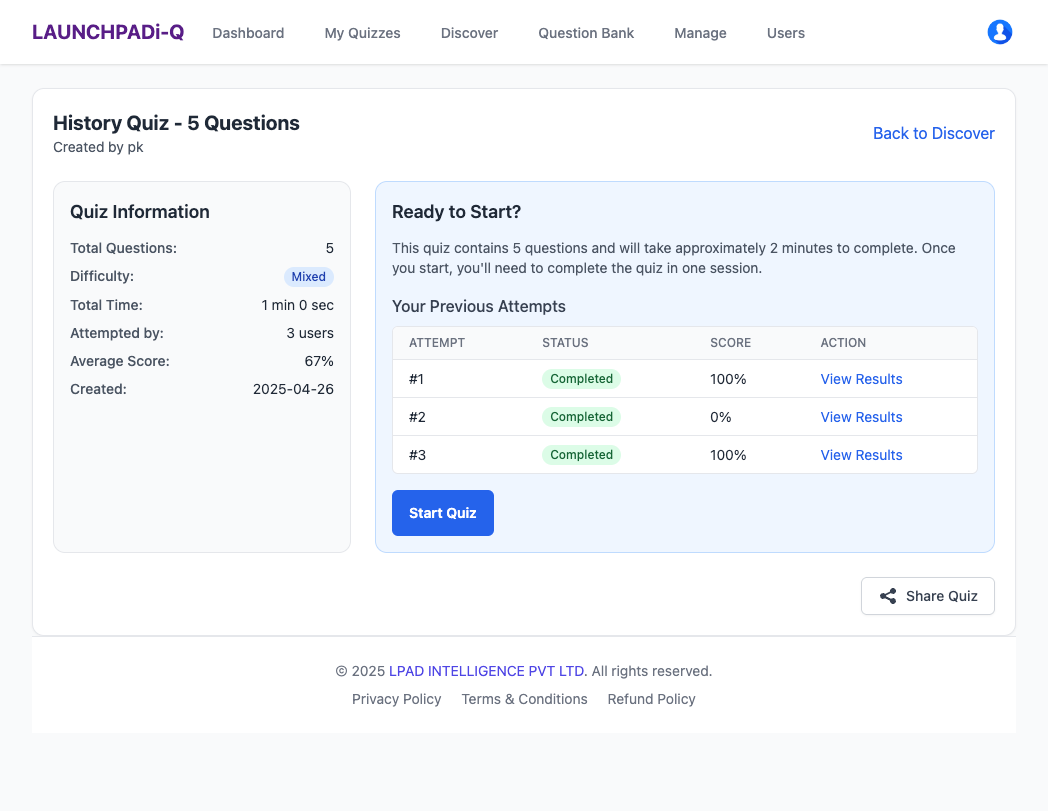 LAUNCHPADi-Q Dashboard My Quizzes Discover Question Bank Manage Users
History Quiz - 5 Questions
Created by pk
Back to Discover
Quiz Information
Total Questions: 5
Difficulty: Mixed
Total Time: 1 min 0 sec
Attempted by: 3 users
Average Score: 67%
Created: 2025-04-26
Ready to Start?
This quiz contains 5 questions and will take approximately 2 minutes to complete. Once
you start, you'll need to complete the quiz in one session.
Your Previous Attempts
ATTEMPT STATUS SCORE ACTION
#1 Completed 100% View Results
#2 Completed 0% View Results
#3 Completed 100% View Results
Start Quiz
Share Quiz
© 2025 LPAD INTELLIGENCE PVT LTD. All rights reserved.
Privacy Policy Terms & Conditions Refund Policy